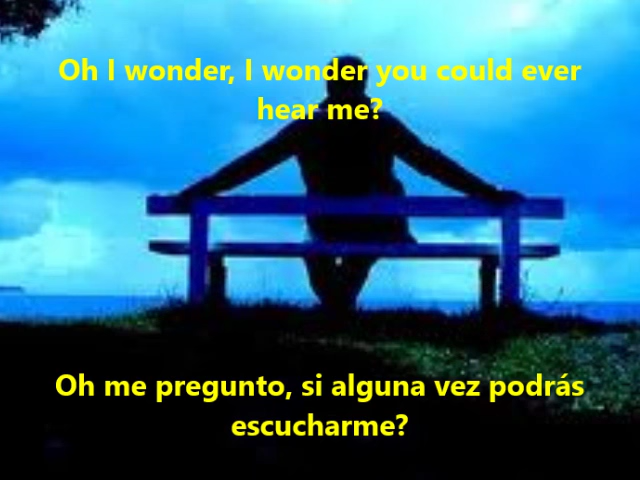 Oh I wonder, I wonder you could ever
hear me?
Oh me pregunto, si alguna vez podrás
escucharme?